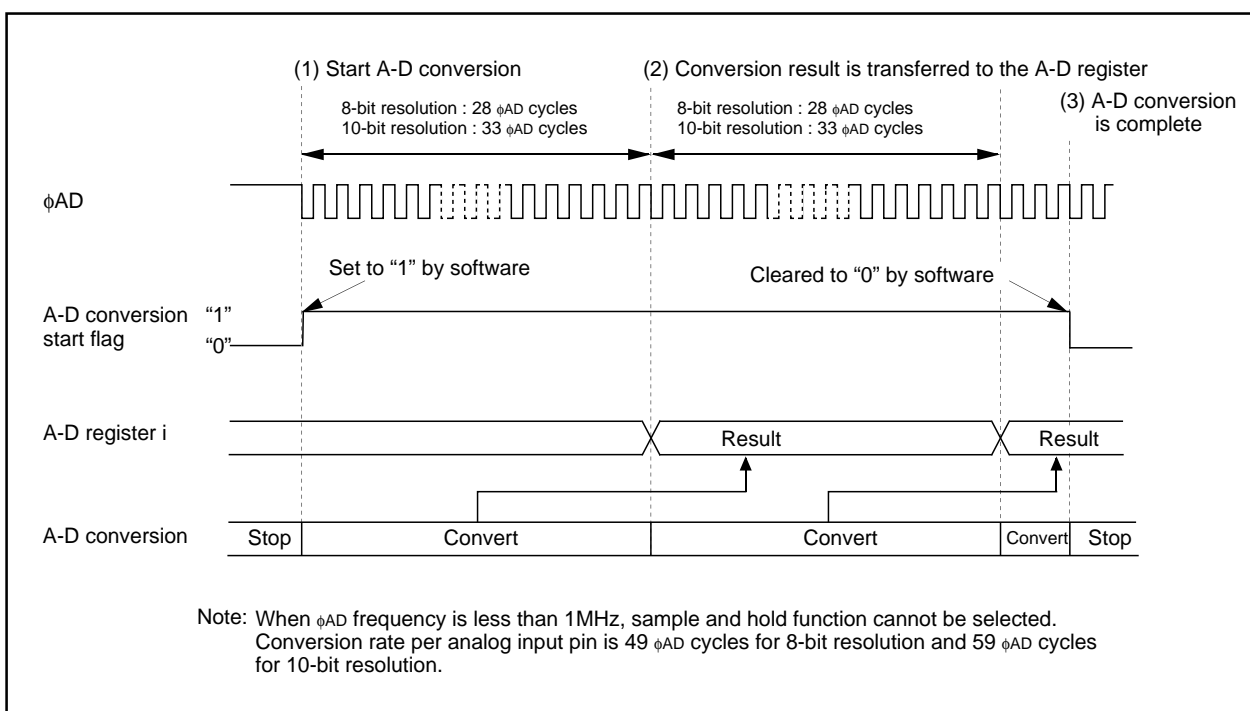 (1) Start A-D conversion
(2) Conversion result is transferred to the A-D register
8-bit resolution : 28 ϕAD cycles
10-bit resolution : 33 ϕAD cycles
8-bit resolution : 28 ϕAD cycles
10-bit resolution : 33 ϕAD cycles
(3) A-D conversion
is complete
ϕAD
Set to “1” by software
Cleared to “0” by software
A-D conversion “1”
start flag “0”
A-D register i
Result
Result
A-D conversion
Stop
Convert
Convert
Convert
Stop
Note: When ϕAD frequency is less than 1MHz, sample and hold function cannot be selected.
Conversion rate per analog input pin is 49 ϕAD cycles for 8-bit resolution and 59 ϕAD cycles
for 10-bit resolution.